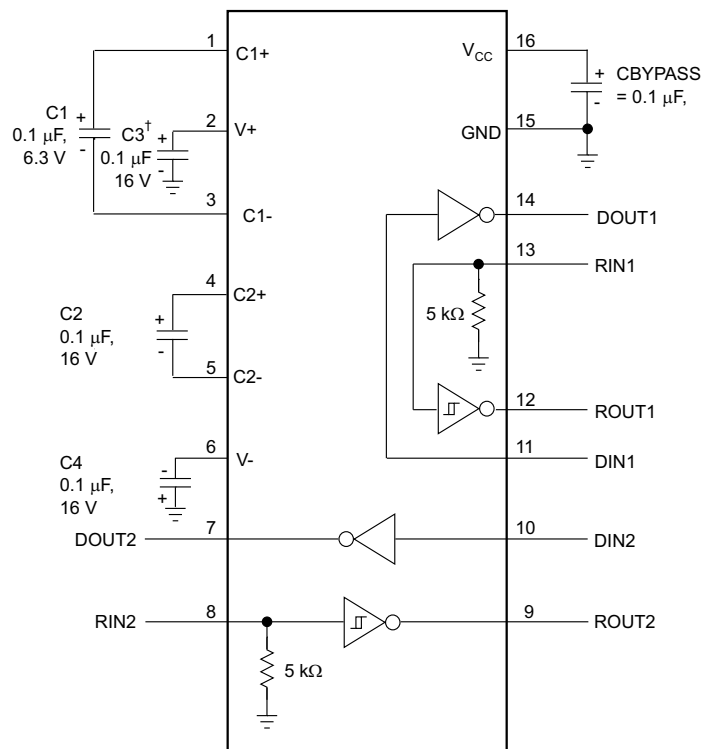 1
C1+
VCC
16
+
CBYPASS
= 0.1 μF,
-
C1
0.1 μF,
6.3 V
+
-
C3†
0.1 μF
16 V
+
-
2
V+
GND
15
3
C1-
14
DOUT1
13
RIN1
5 kΩ
4
C2+
C2
0.1 μF,
16 V
+
-
5
C2-
12
ROUT1
11
DIN1
6
V-
C4
0.1 μF,
16 V
-
+
DOUT2
7
10
DIN2
RIN2
8
9
ROUT2
5 kΩ